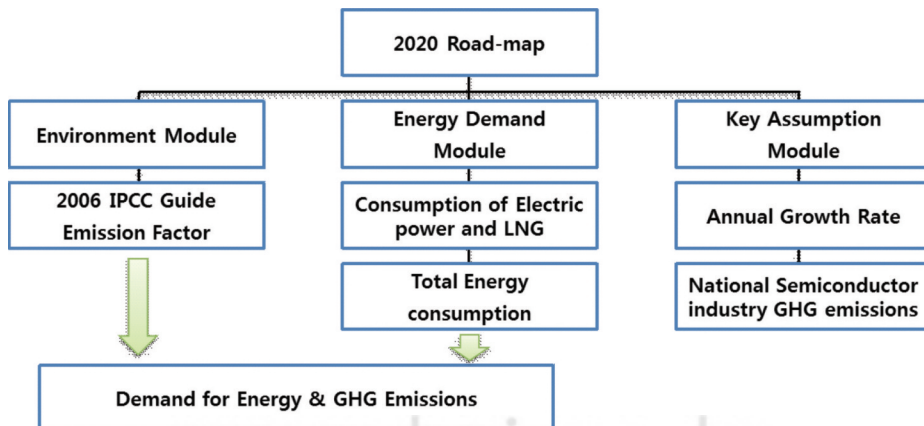 2020 Road-map
Environment Module
Energy Demand
Module
Key Assumption
Module
2006 IPCC Guide
Emission Factor
Consumption of Electric
power and LNG
Annual Growth Rate
Total Energy
consumption
National Semiconductor
industry GHG emissions
Demand for Energy & GHG Emissions